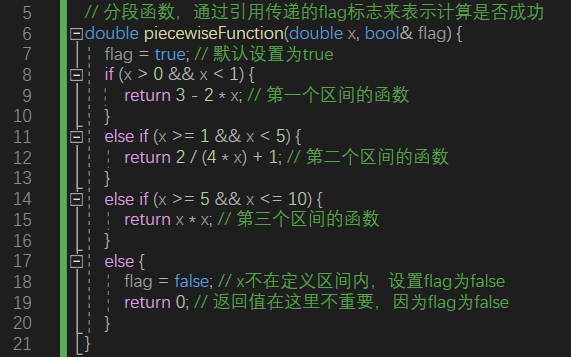 5 // 分段函数，通过引用传递的flag标志来表示计算是否成功
6 double piecewiseFunction(double x, bool& flag) {
7 flag = true; // 默认设置为true
8 if (x > 0 && x < 1) {
9 return 3 - 2 * x; // 第一个区间的函数
10 }
11 else if (x >= 1 && x < 5) {
12 return 2 / (4 * x) + 1; // 第二个区间的函数
13 }
14 else if (x >= 5 && x <= 10) {
15 return x * x; // 第三个区间的函数
16 }
17 else {
18 flag = false; // x不在定义区间内，设置flag为false
19 return 0; // 返回值在这里不重要，因为flag为false
20 }
21 }